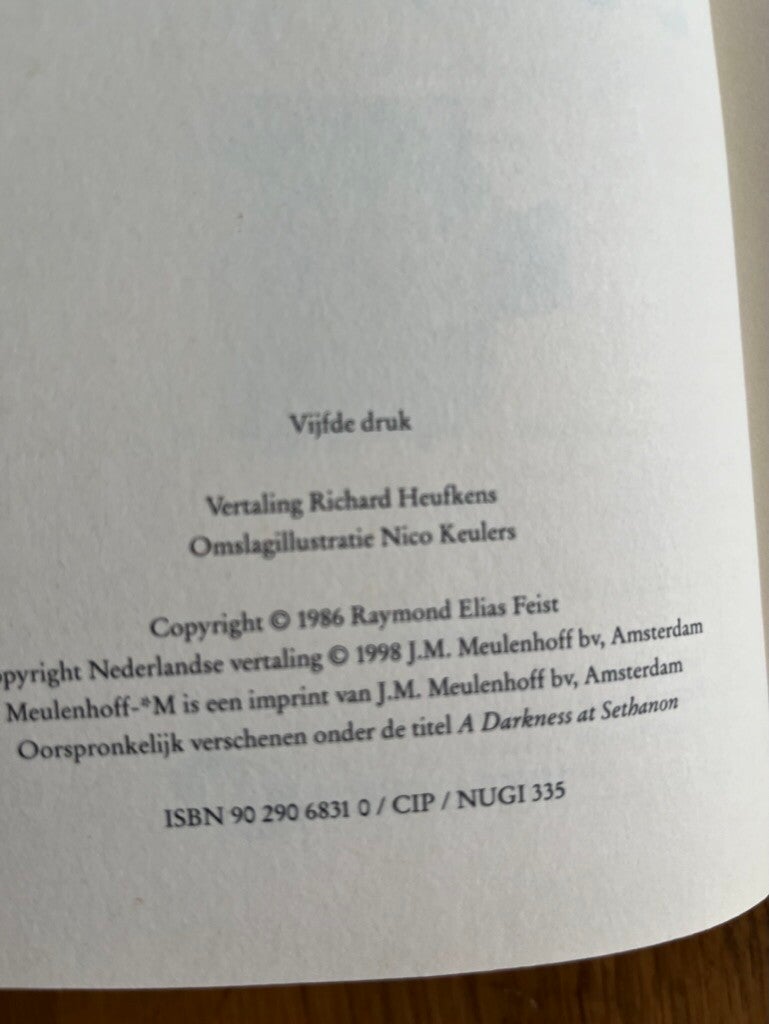 Vijfde druk
Vertaling Richard Heufkens
Omslagillustratie Nico Keulers
Copyright © 1986 Raymond Elias Feist
opyright Nederlandse vertaling © 1998 J.M. Meulenhoff bv, Amsterdam
Meulenhoff-*M is een imprint van J.M. Meulenhoff bv, Amsterdam
Oorspronkelijk verschenen onder de titel A Darkness at Sethanon
ISBN 90 290 6831 0 / CIP / NUGI 335